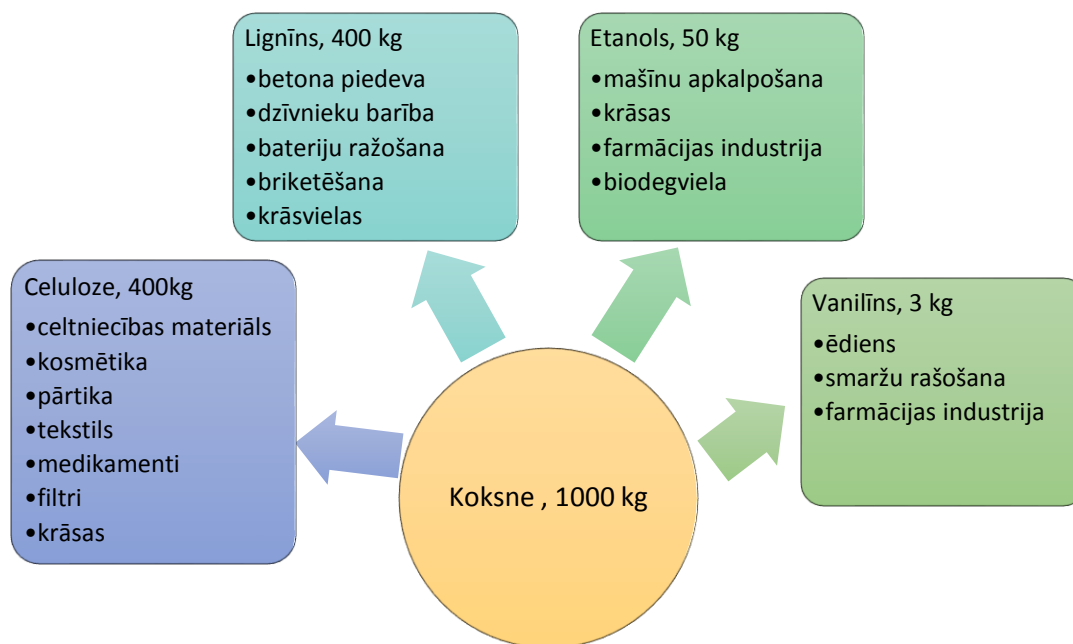 Lignīns, 400 kg
•betona piedeva
•dzīvnieku barība
•bateriju ražošana
•briketēšana
•krāsvielas
Etanols, 50 kg
•mašīnu apkalpošana
•krāsas
•farmācijas industrija
•biodegviela
Celuloze, 400kg
•celtniecības materiāls
•kosmētika
•pārtika
•tekstils
•medikamenti
•filtri
•krāsas
Vanilīns, 3 kg
•ēdiens
•smaržu rašošana
•farmācijas industrija
Koksne , 1000 kg